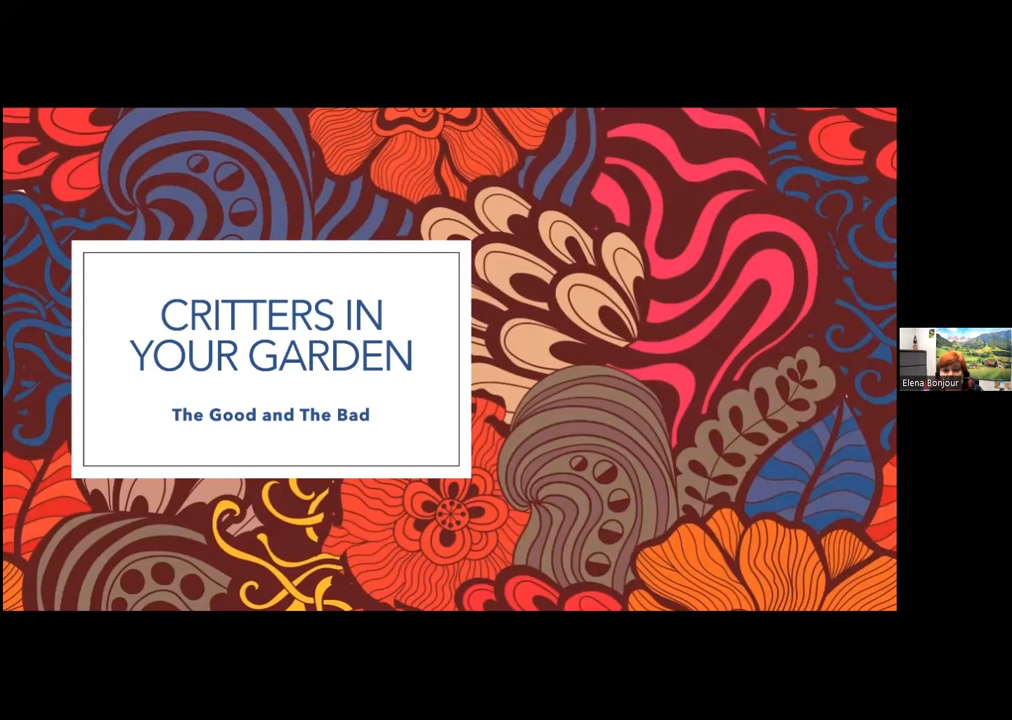 CRITTERS IN
YOUR GARDEN
The Good and The Bad
Elena Bonjour